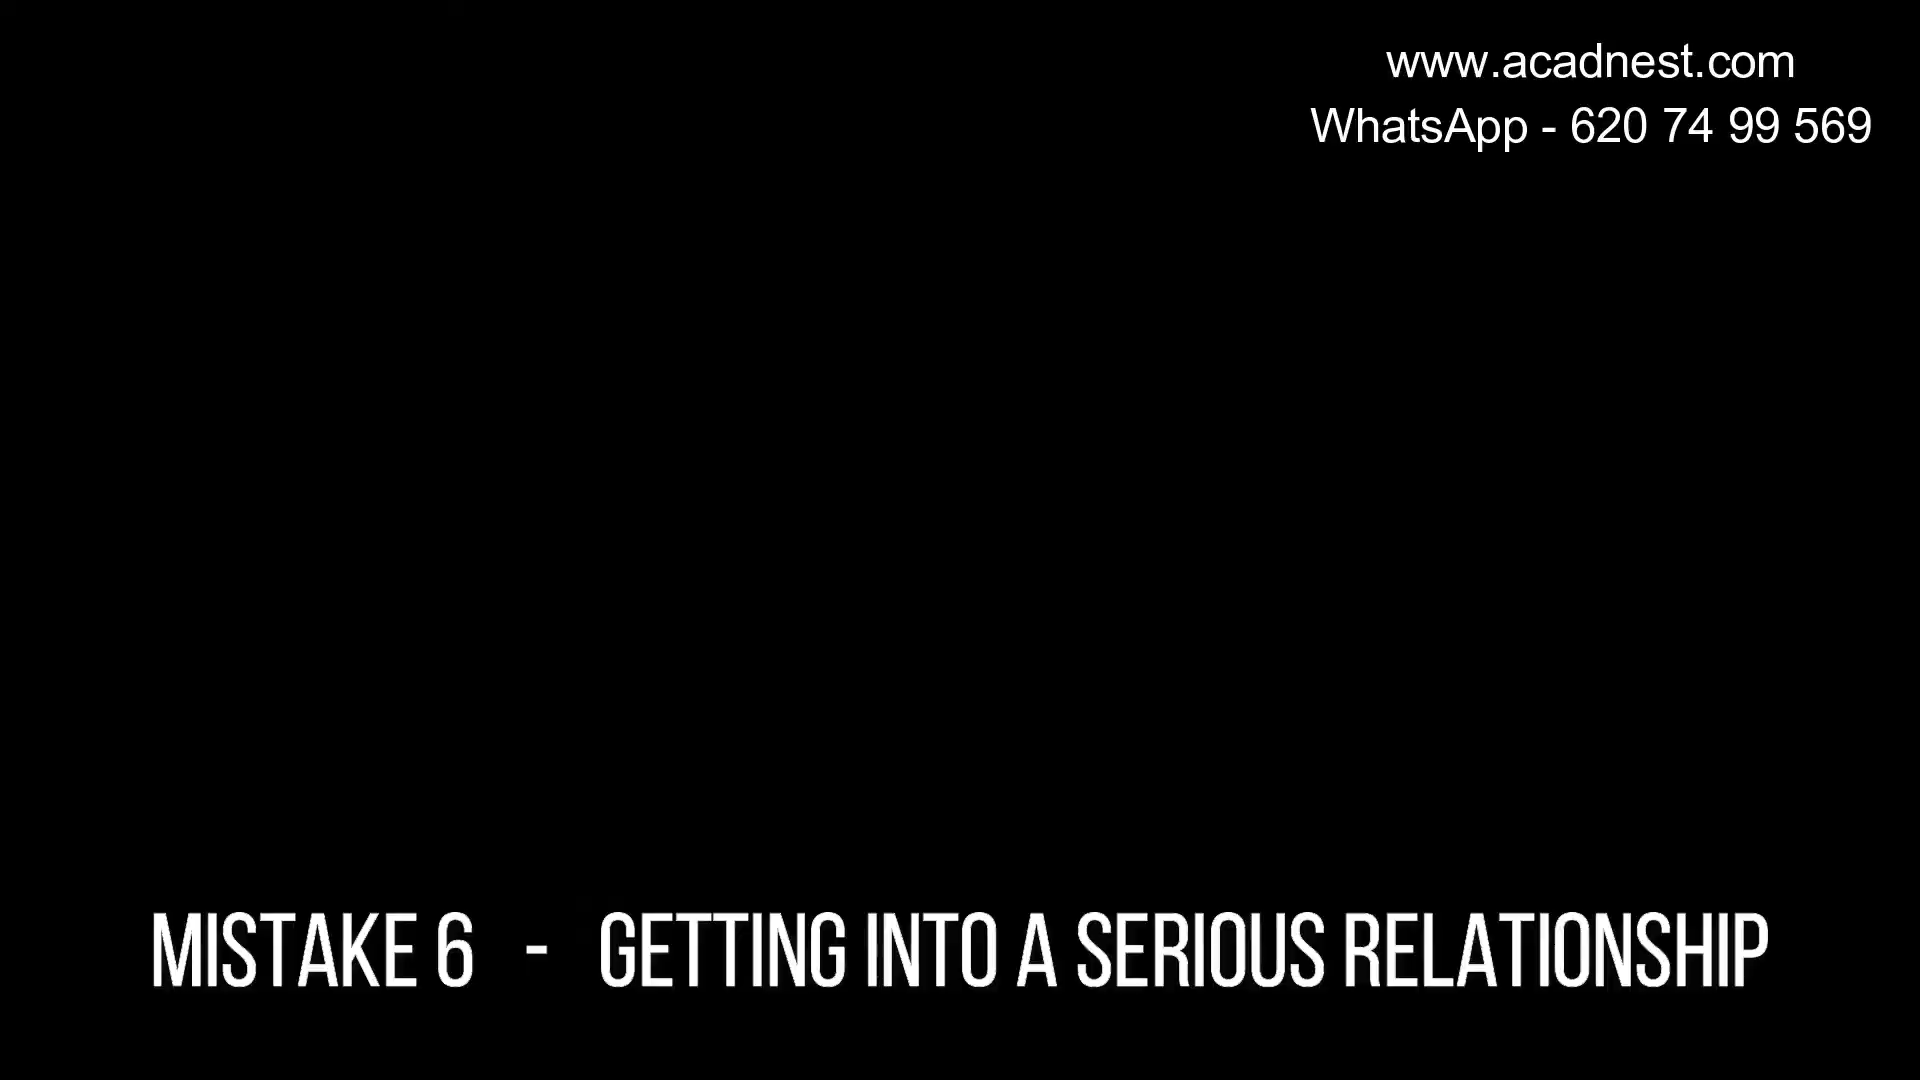 www.acadnest.com
WhatsApp - 620 74 99 569
MISTAKE 6 - GETTING INTO A SERIOUS RELATIONSHIP